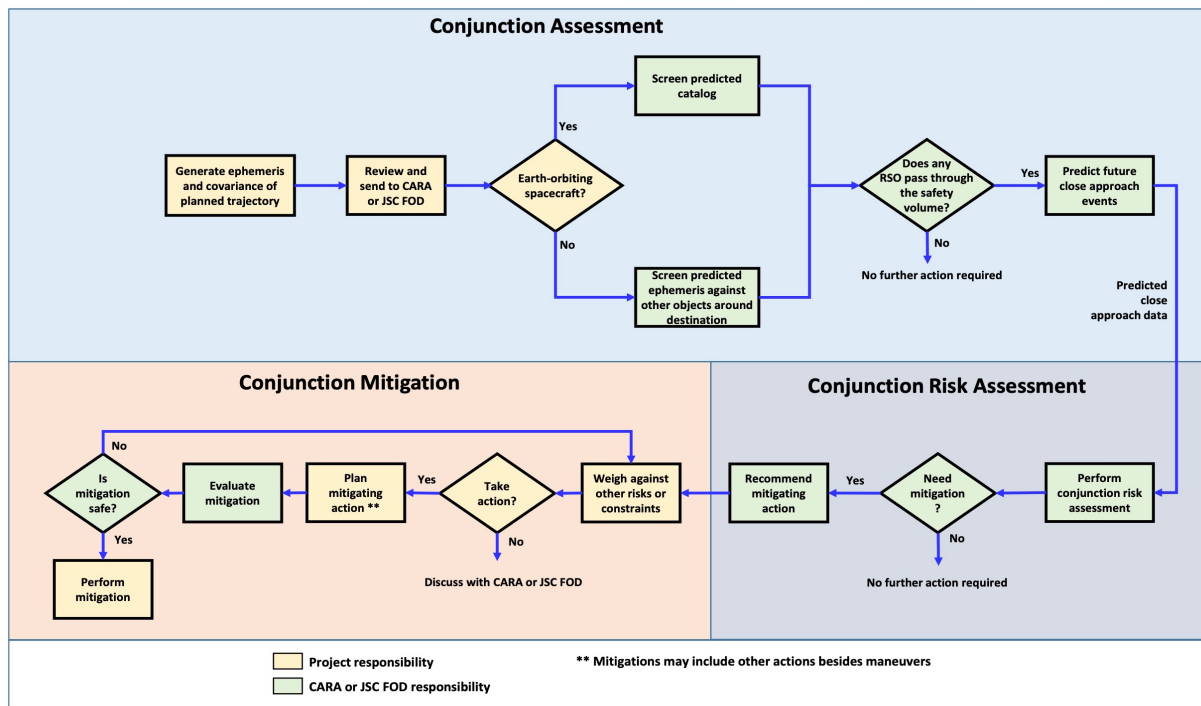 Conjunction Assessment
Screen predicted
catalog
Yes
Generate ephemeris
and covariance of
planned trajectory
Review and
send to CARA
or JSC FOD
Earth-orbiting
spacecraft?
No
Screen predicted
ephemeris against
other objects around
destination
Does any
RSO pass through
the safety
volume?
Yes
No
No further action required
Predict future
close approach
events
Predicted
close
approach data
Conjunction Risk Assessment
Perform
conjunction risk
assessment
Need
mitigation
?
Yes
No
No further action required
Recommend
mitigating
action
Conjunction Mitigation
Weigh against
other risks or
constraints
Take
action?
Yes
No
Discuss with CARA or JSC FOD
Plan
mitigating
action **
Evaluate
mitigation
Is
mitigation
safe?
No
Yes
Perform
mitigation
Project responsibility
CARA or JSC FOD responsibility
** Mitigations may include other actions besides maneuvers